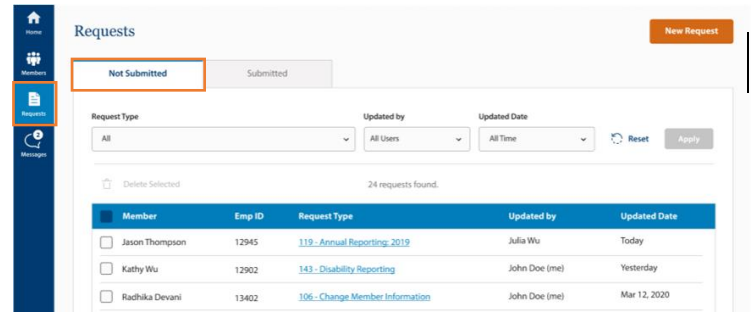 Home
Members
Requests
2
Messages
Requests
New Request
Not Submitted
Submitted
Request Type
Updated by
Updated Date
All
All Users
All Time
Reset
Apply
Delete Selected
24 requests found.
Member Emp ID Request Type Updated by Updated Date
Jason Thompson 12945 119 - Annual Reporting: 2019 Julia Wu Today
Kathy Wu 12902 143 - Disability Reporting John Doe (me) Yesterday
Radhika Devani 13402 106 - Change Member Information John Doe (me) Mar 12, 2020